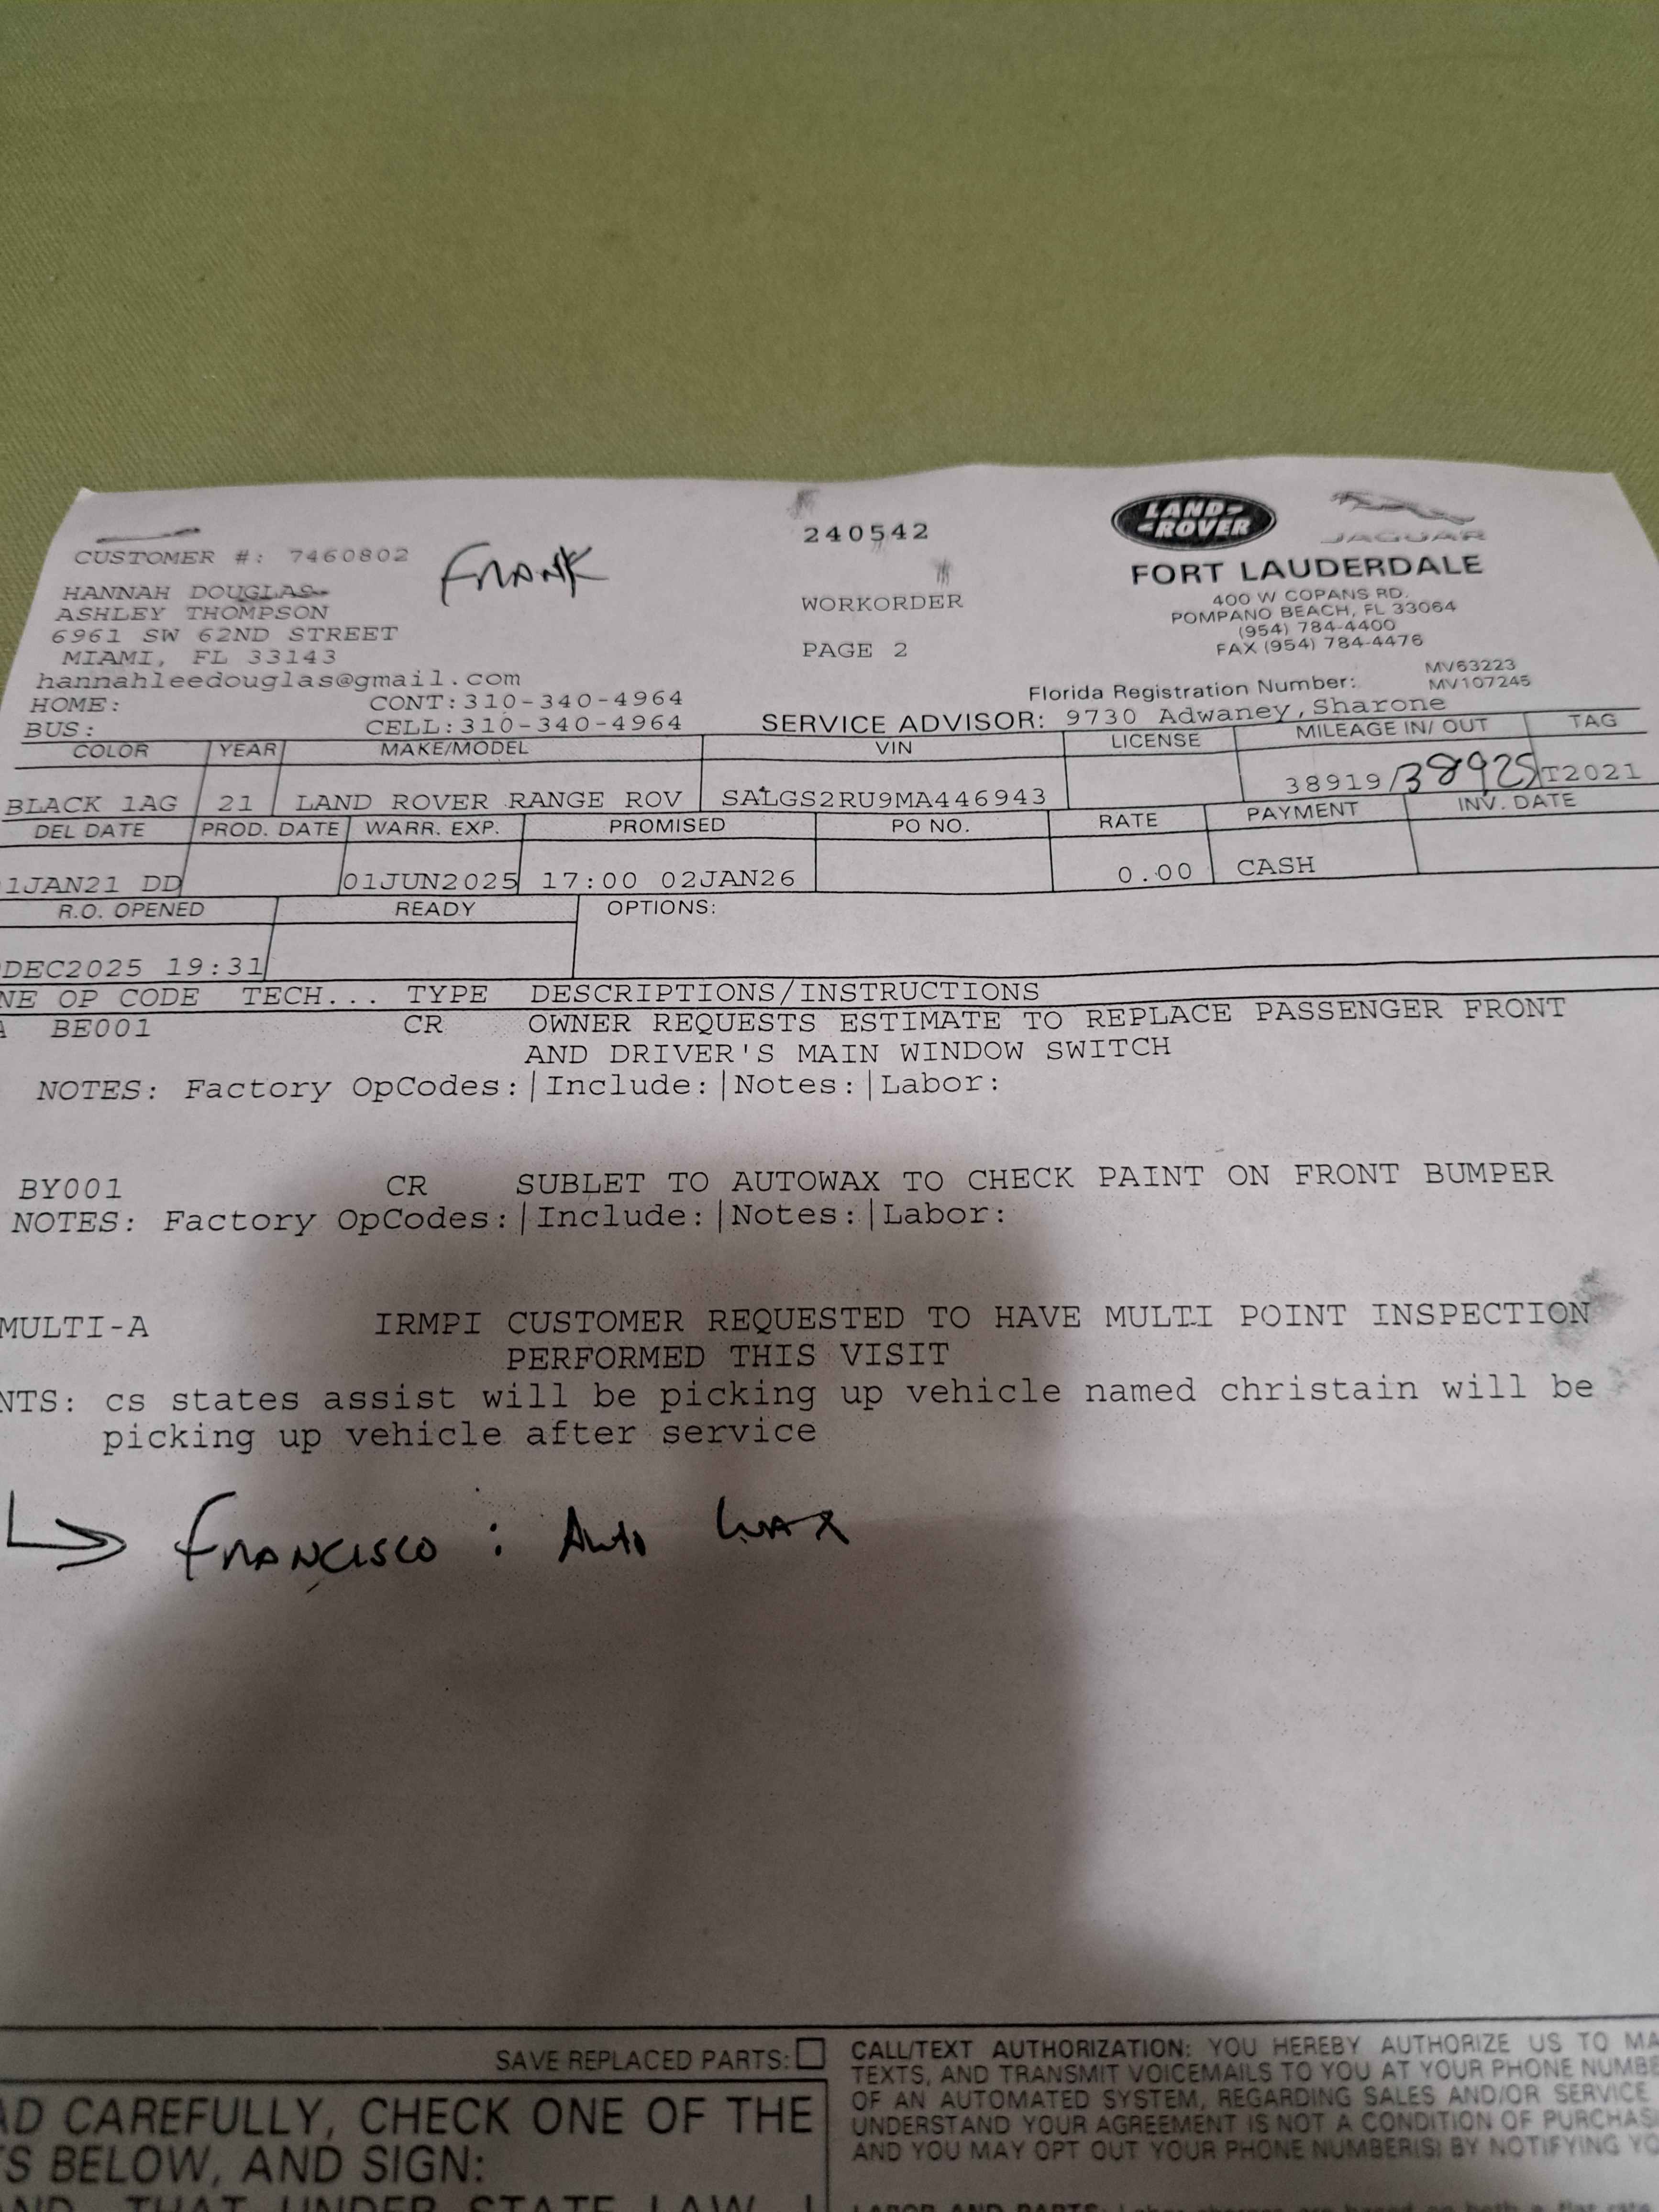 240542
LAND-
ROVER
JAGUAR
CUSTOMER #: 7460802
FRANK
FORT LAUDERDALE
HANNAH DOUGLAS
400 W COPANS RD.
ASHLEY THOMPSON
WORKORDER
POMPANO BEACH, FL 33064
6961 SW 62ND STREET
(954) 784-4400
MIAMI, FL 33143
PAGE 2
FAX (954) 784-4476
hannahleedouglas@gmail.com
MV63223
HOME: CONT:310-340-4964
Florida Registration Number: MV107245
BUS: CELL:310-340-4964
SERVICE ADVISOR: 9730 Adwaney,Sharone
COLOR YEAR MAKE/MODEL VIN LICENSE MILEAGE IN/ OUT TAG
BLACK 1AG 21 LAND ROVER RANGE ROV SALGS2RU9MA446943 38919/38925 T2021
DEL DATE PROD. DATE WARR. EXP. PROMISED PO NO. RATE PAYMENT INV. DATE
1JAN21 DD 01JUN2025 17:00 02JAN26 0.00 CASH
R.O. OPENED READY OPTIONS:
DEC2025 19:31
NE OP CODE TECH... TYPE DESCRIPTIONS/INSTRUCTIONS
A BE001 CR OWNER REQUESTS ESTIMATE TO REPLACE PASSENGER FRONT
AND DRIVER'S MAIN WINDOW SWITCH
NOTES: Factory OpCodes:|Include:|Notes:|Labor:
BY001 CR SUBLET TO AUTOWAX TO CHECK PAINT ON FRONT BUMPER
NOTES: Factory OpCodes:|Include:|Notes:|Labor:
MULTI-A IRMPI CUSTOMER REQUESTED TO HAVE MULTI POINT INSPECTION
PERFORMED THIS VISIT
NTS: cs states assist will be picking up vehicle named christain will be
picking up vehicle after service
FRANCISCO : Auto WAX
SAVE REPLACED PARTS:
CALL/TEXT AUTHORIZATION: YOU HEREBY AUTHORIZE US TO MA
TEXTS, AND TRANSMIT VOICEMAILS TO YOU AT YOUR PHONE NUMBE
OF AN AUTOMATED SYSTEM, REGARDING SALES AND/OR SERVICE
UNDERSTAND YOUR AGREEMENT IS NOT A CONDITION OF PURCHAS
AND YOU MAY OPT OUT YOUR PHONE NUMBER(S) BY NOTIFYING YO
AD CAREFULLY, CHECK ONE OF THE
S BELOW, AND SIGN:
THAT UNDER STATE LAW, I
LABOR AND PARTS: